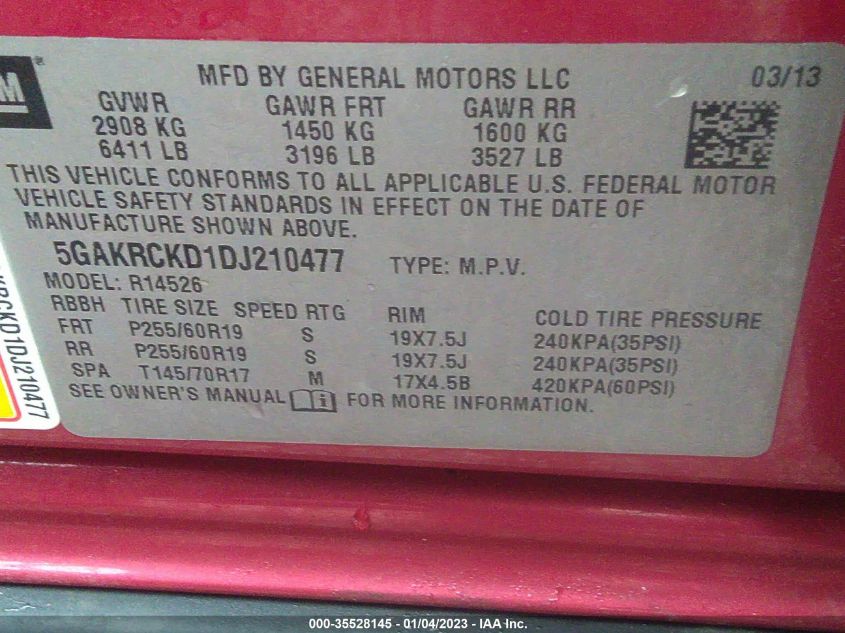 M
MFD BY GENERAL MOTORS LLC 03/13
GVWR GAWR FRT GAWR RR
2908 KG 1450 KG 1600 KG
6411 LB 3196 LB 3527 LB
THIS VEHICLE CONFORMS TO ALL APPLICABLE U.S. FEDERAL MOTOR
VEHICLE SAFETY STANDARDS IN EFFECT ON THE DATE OF
MANUFACTURE SHOWN ABOVE.
5GAKRCKD1DJ210477 TYPE: M.P.V.
MODEL: R14526
RBBH TIRE SIZE SPEED RTG RIM COLD TIRE PRESSURE
FRT P255/60R19 S 19X7.5J 240KPA(35PSI)
RR P255/60R19 S 19X7.5J 240KPA(35PSI)
SPA T145/70R17 M 17X4.5B 420KPA(60PSI)
SEE OWNER'S MANUAL i FOR MORE INFORMATION.
KRCKD1DJ210477
000-35528145 - 01/04/2023 - IAA Inc.